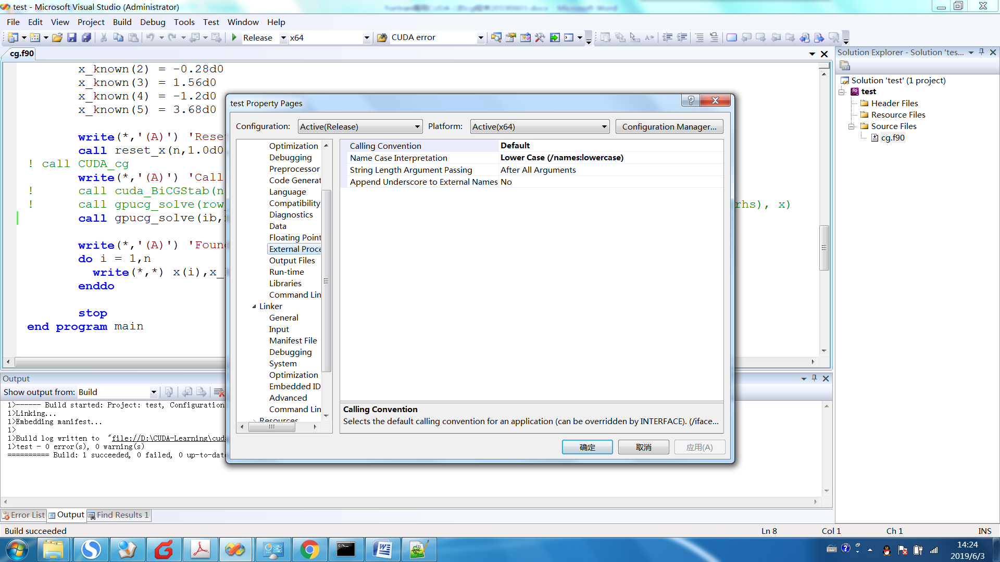 test - Microsoft Visual Studio (Administrator)
File Edit View Project Build Debug Tools Test Window Help
Release x64 CUDA error
cg.f90
x_known(2) = -0.28d0
x_known(3) = 1.56d0
x_known(4) = -1.2d0
x_known(5) = 3.68d0
write(*,'(A)') 'Rese
call reset_x(n,1.0d0
! call CUDA_cg
write(*,'(A)') 'Call
! call cuda_BiCGStab(n
! call gpucg_solve(row rhs), x)
call gpucg_solve(ib,
write(*,'(A)') 'Foun
do i = 1,n
write(*,*) x(i),x_
enddo
stop
end program main
test Property Pages
Configuration: Active(Release) Platform: Active(x64) Configuration Manager...
Optimization
Debugging
Preprocessor
Code Generat
Language
Compatibility
Diagnostics
Data
Floating Point
External Proce
Output Files
Run-time
Libraries
Command Lin
Linker
General
Input
Manifest File
Debugging
System
Optimization
Embedded ID
Advanced
Command Lin
Resources
Calling Convention Default
Name Case Interpretation Lower Case (/names:lowercase)
String Length Argument Passing After All Arguments
Append Underscore to External Names No
Calling Convention
Selects the default calling convention for an application (can be overridden by INTERFACE). (/iface...
确定 取消 应用(A)
Solution Explorer - Solution 'tes...
Solution 'test' (1 project)
test
Header Files
Resource Files
Source Files
cg.f90
Output
Show output from: Build
1>------ Build started: Project: test, Configuration
1>Linking...
1>Embedding manifest...
1>
1>Build log written to "file://D:\CUDA-Learning\cud
1>test - 0 error(s), 0 warning(s)
========== Build: 1 succeeded, 0 failed, 0 up-to-date
Error List Output Find Results 1
Build succeeded Ln 8 Col 1 Ch 1 INS
14:24
2019/6/3